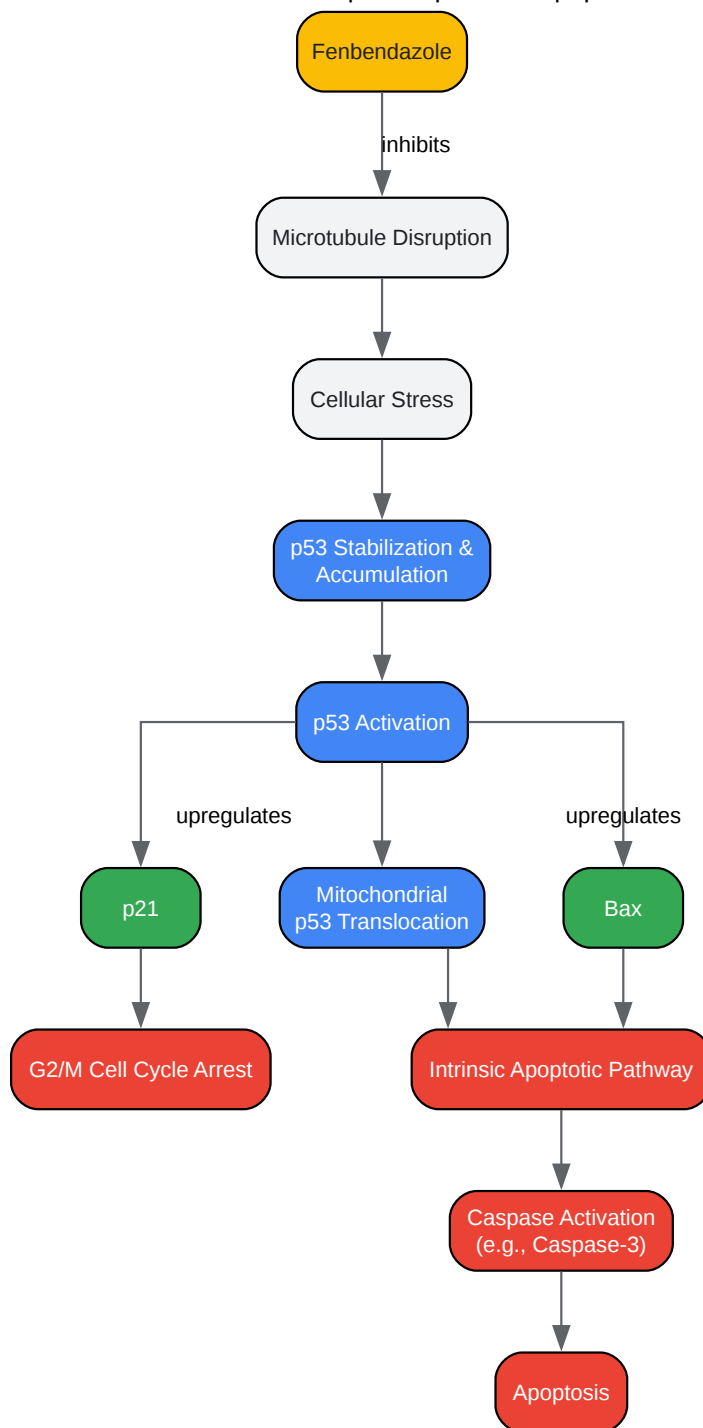 Fenbendazole
inhibits
Microtubule Disruption
Cellular Stress
p53 Stabilization &
Accumulation
p53 Activation
upregulates
upregulates
p21
Mitochondrial
p53 Translocation
Bax
G2/M Cell Cycle Arrest
Intrinsic Apoptotic Pathway
Caspase Activation
(e.g., Caspase-3)
Apoptosis